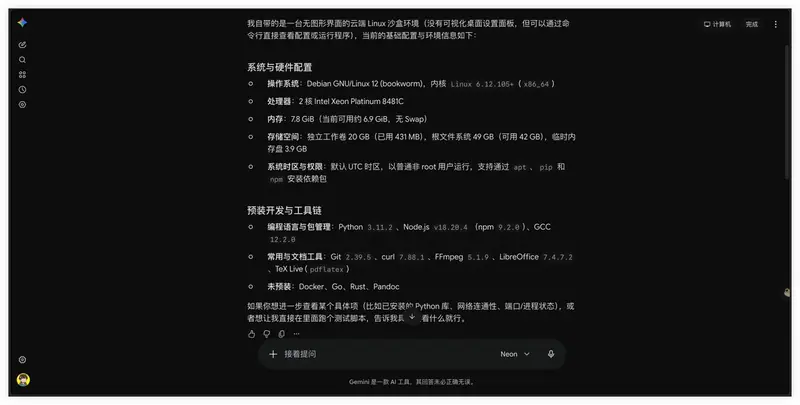 我自带的是一台无图形界面的云端 Linux 沙盒环境（没有可视化桌面设置面板，但可以通过命
令行直接查看配置或运行程序），当前的基础配置与环境信息如下：
计算机
完成
系统与硬件配置
操作系统：Debian GNU/Linux 12 (bookworm)，内核 Linux 6.12.105+ ( x86_64 )
处理器：2 核 Intel Xeon Platinum 8481C
内存：7.8 GiB（当前可用约 6.9 GiB，无 Swap）
存储空间：独立工作卷 20 GB（已用 431 MB），根文件系统 49 GB（可用 42 GB），临时内
存盘 3.9 GB
系统时区与权限：默认 UTC 时区，以普通非 root 用户运行，支持通过 apt 、 pip 和
npm 安装依赖包
预装开发与工具链
编程语言与包管理：Python 3.11.2 、Node.js v18.20.4 （npm 9.2.0 ）、GCC
12.2.0
常用与文档工具：Git 2.39.5 、curl 7.88.1 、FFmpeg 5.1.9 、LibreOffice 7.4.7.2
、TeX Live ( pdflatex )
未预装：Docker、Go、Rust、Pandoc
如果你想进一步查看某个具体项（比如已安装的 Python 库、网络连通性、端口/进程状态），或
者想让我直接在里面跑个测试脚本，告诉我具 看什么就行。
接着提问
Neon
Gemini 是一款 AI 工具，其回答未必正确无误。